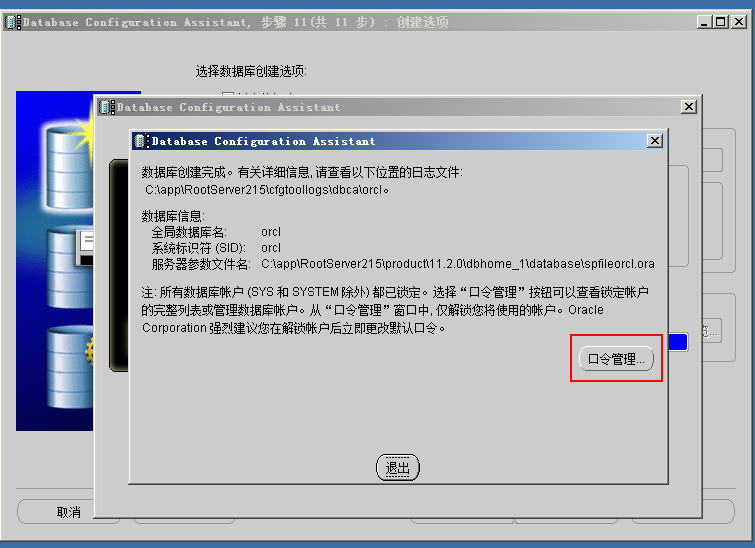 Database Configuration Assistant, 步骤 11(共 11 步) : 创建选项
选择数据库创建选项:
Database Configuration Assistant
Database Configuration Assistant
数据库创建完成。有关详细信息, 请查看以下位置的日志文件:
C:\app\RootServer215\cfgtoollogs\dbca\orcl。
数据库信息:
全局数据库名: orcl
系统标识符 (SID): orcl
服务器参数文件名: C:\app\RootServer215\product\11.2.0\dbhome_1\database\spfileorcl.ora
注: 所有数据库帐户 (SYS 和 SYSTEM 除外) 都已锁定。选择“口令管理”按钮可以查看锁定帐户
的完整列表或管理数据库帐户。从“口令管理”窗口中, 仅解锁您将使用的帐户。Oracle
Corporation 强烈建议您在解锁帐户后立即更改默认口令。
口令管理...
退出
取消